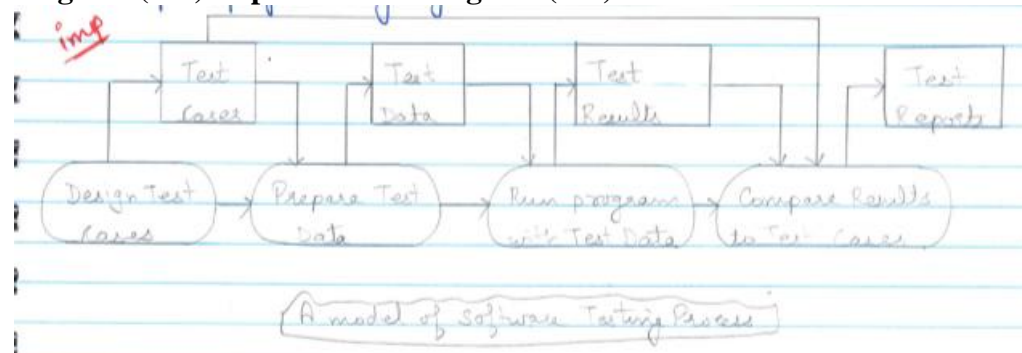 imp
Test
Cases
Test
Data
Test
Results
Test
Reports
Design Test
Cases
Prepare Test
Data
Run program
with Test Data
Compare Results
to Test Cases
A model of Software Testing Process